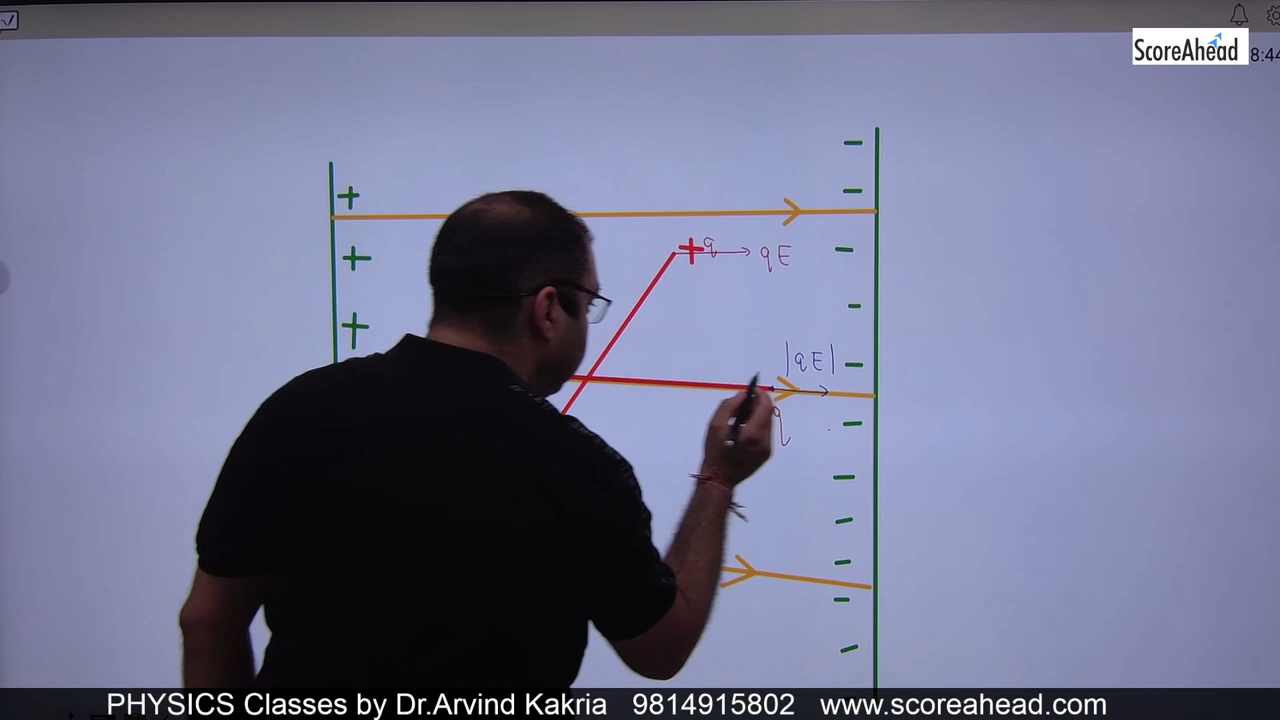 ScoreAhead
8:44
+
+
+
-
-
-
-
-
-
-
-
-
-
-
+q
qE
|qE|
q
PHYSICS Classes by Dr.Arvind Kakria 9814915802 www.scoreahead.com